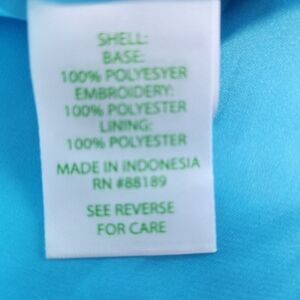 SHELL:
BASE:
100% POLYESYER
EMBROIDERY:
100% POLYESTER
LINING:
100% POLYESTER
MADE IN INDONESIA
RN #88189
SEE REVERSE
FOR CARE